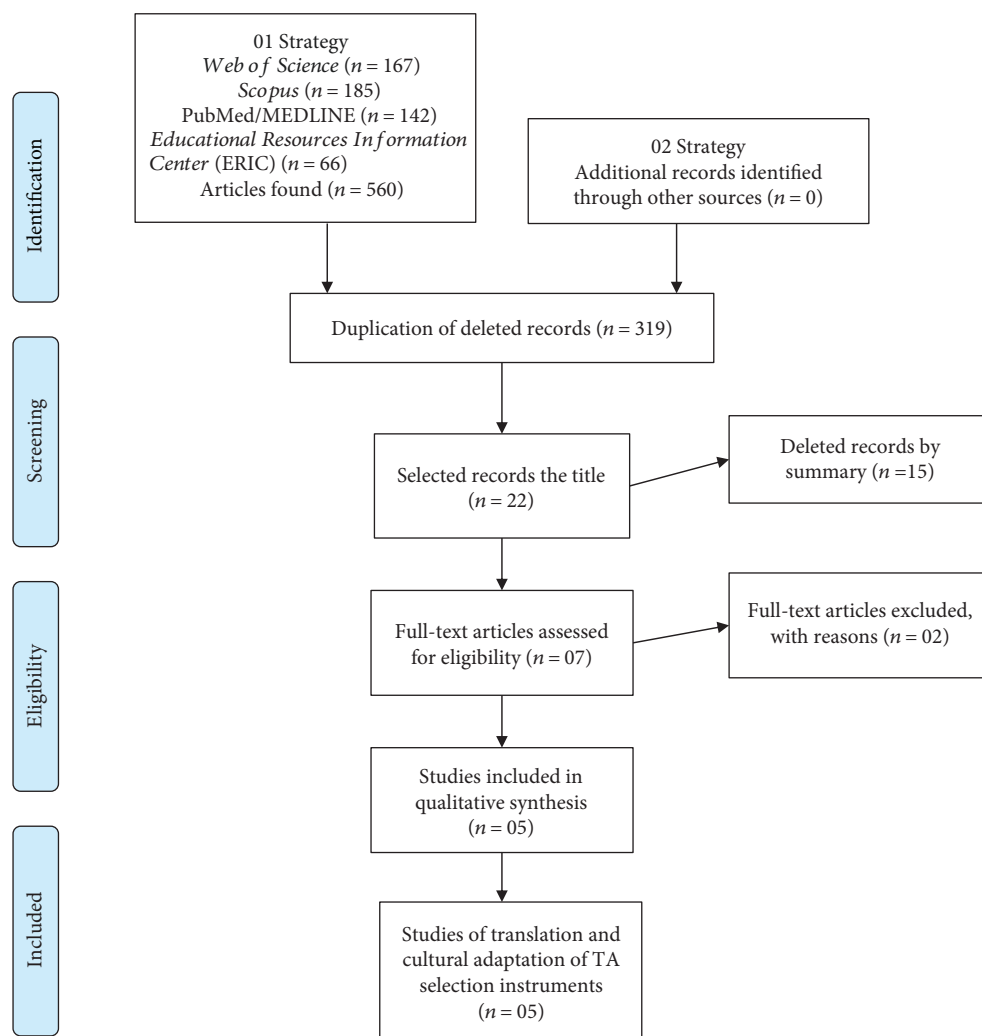 Identification
01 Strategy
Web of Science (n = 167)
Scopus (n = 185)
PubMed/MEDLINE (n = 142)
Educational Resources Information
Center (ERIC) (n = 66)
Articles found (n = 560)
02 Strategy
Additional records identified
through other sources (n = 0)
Duplication of deleted records (n = 319)
Screening
Selected records the title
(n = 22)
Deleted records by
summary (n =15)
Eligibility
Full-text articles assessed
for eligibility (n = 07)
Full-text articles excluded,
with reasons (n = 02)
Studies included in
qualitative synthesis
(n = 05)
Included
Studies of translation and
cultural adaptation of TA
selection instruments
(n = 05)